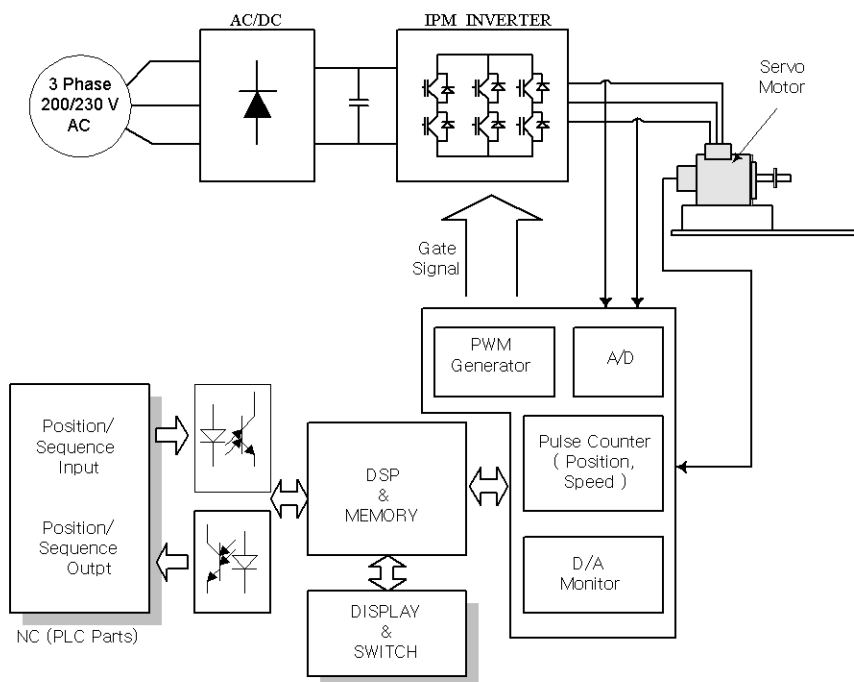 AC/DC
IPM INVERTER
3 Phase
200/230 V
AC
Servo
Motor
Gate
Signal
PWM
Generator
A/D
Position/
Sequence
Input
Position/
Sequence
Outpt
NC (PLC Parts)
DSP
&
MEMORY
Pulse Counter
( Position,
Speed )
D/A
Monitor
DISPLAY
&
SWITCH